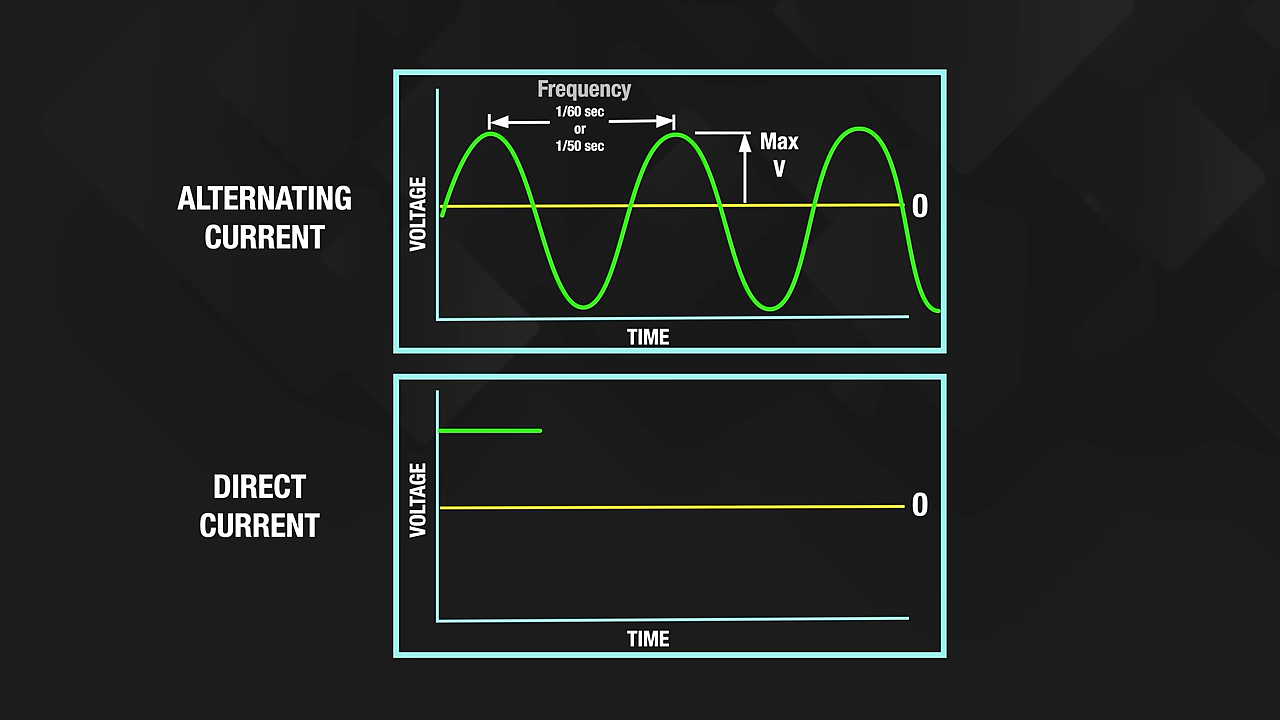 Frequency
1/60 sec
or
1/50 sec
Max
V
VOLTAGE
0
TIME
ALTERNATING
CURRENT
VOLTAGE
0
TIME
DIRECT
CURRENT